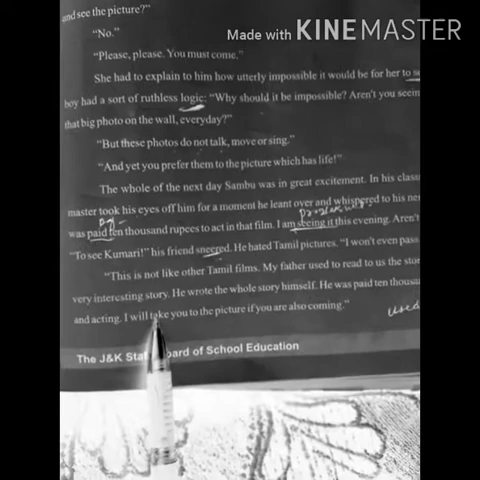 and see the picture?"
Made with KINEMASTER
"No."
"Please, please. You must come."
She had to explain to him how utterly impossible it would be for her to
boy had a sort of ruthless logic: "Why should it be impossible? Aren't you
that big photo on the wall, everyday?"
"But these photos do not talk, move or sing."
"And yet you prefer them to the picture which has life!"
The whole of the next day Sambu was in great excitement. In his
master took his eyes off him for a moment he leant over and whispered to his
was paid ten thousand rupees to act in that film. I am seeing it this evening. Aren't
"To see Kumari!" his friend sneered. He hated Tamil pictures. "I won't even pass
"This is not like other Tamil films. My father used to read to us the
very interesting story. He wrote the whole story himself. He was paid ten
and acting. I will take you to the picture if you are also coming."
used
The J&K Board of School Education